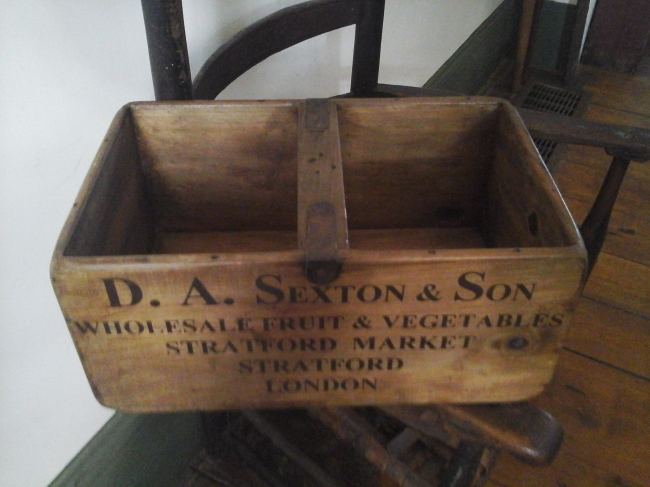 D. A. SEXTON & SON
WHOLESALE FRUIT & VEGETABLES
STRATFORD MARKET
STRATFORD
LONDON